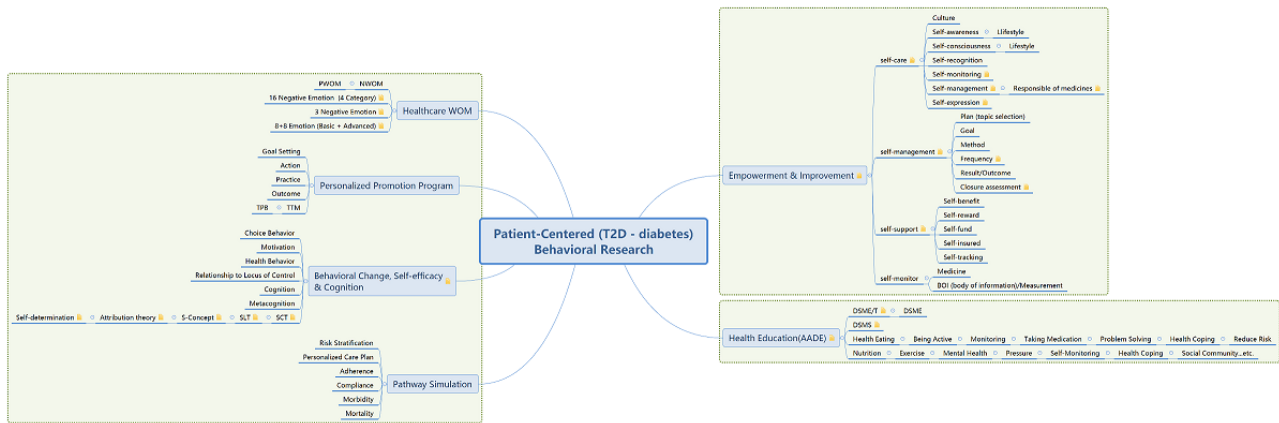 Patient-Centered (T2D - diabetes)
Behavioral Research
Healthcare WOM
PWOM NWOM
16 Negative Emotion (4 Category)
3 Negative Emotion
8+8 Emotion (Basic + Advanced)
Personalized Promotion Program
Goal Setting
Action
Practice
Outcome
TPB TTM
Behavioral Change, Self-efficacy
& Cognition
Choice Behavior
Motivation
Health Behavior
Relationship to Locus of Control
Cognition
Metacognition
Self-determination Attribution theory S-Concept SLT SCT
Pathway Simulation
Risk Stratification
Personalized Care Plan
Adherence
Compliance
Morbidity
Mortality
Empowerment & Improvement
self-care
Culture
Self-awareness Llifestyle
Self-consciousness Lifestyle
Self-recognition
Self-monitoring
Self-management Responsible of medicines
Self-expression
self-management
Plan (topic selection)
Goal
Method
Frequency
Result/Outcome
Closure assessment
self-support
Self-benefit
Self-reward
Self-fund
Self-insured
Self-tracking
self-monitor
Medicine
BOI (body of information)/Measurement
Health Education(AADE)
DSME/T DSME
DSMS
Health Eating Being Active Monitoring Taking Medication Problem Solving Health Coping Reduce Risk
Nutrition Exercise Mental Health Pressure Self-Monitoring Health Coping Social Community...etc.